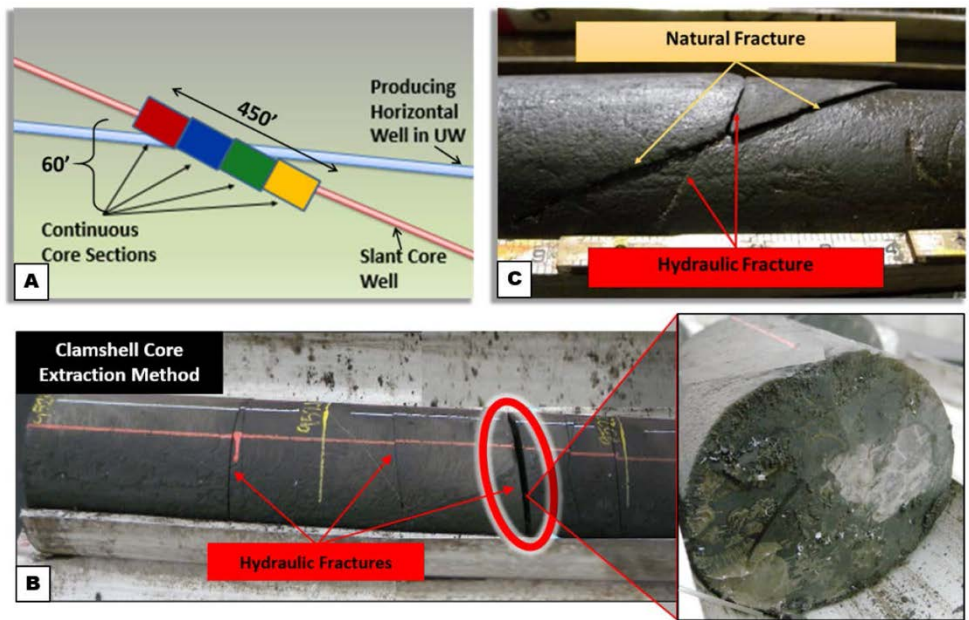 450'
Producing
Horizontal
Well in UW
60'
Continuous
Core Sections
Slant Core
Well
A
Natural Fracture
Hydraulic Fracture
C
Clamshell Core
Extraction Method
Hydraulic Fractures
B